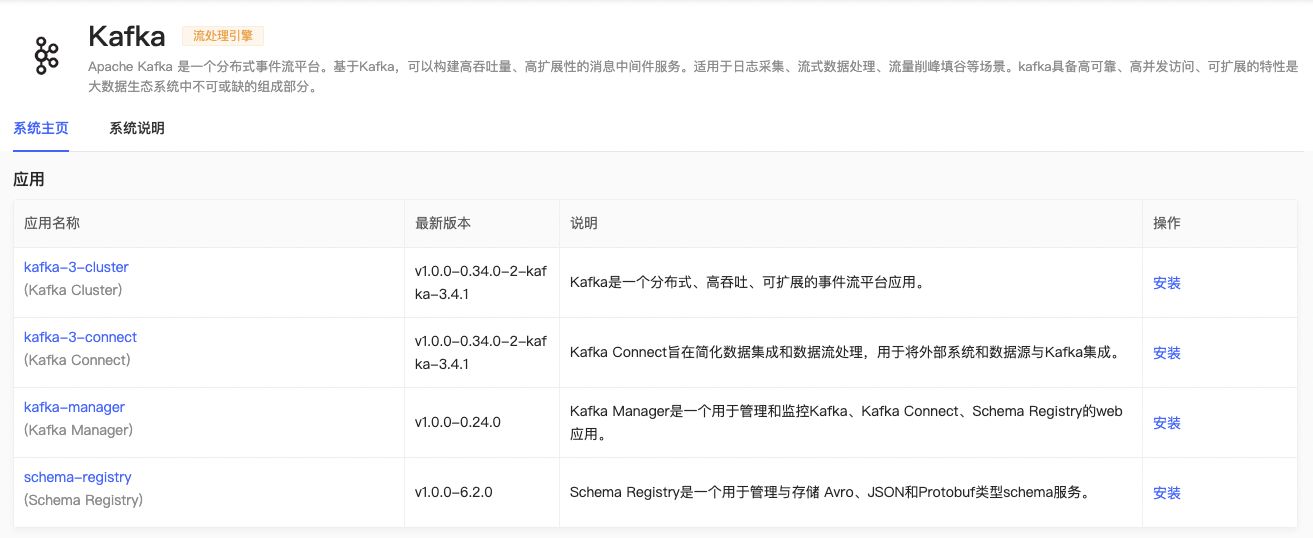 Kafka 流处理引擎
Apache Kafka 是一个分布式事件流平台。基于Kafka，可以构建高吞吐量、高扩展性的消息中间件服务。适用于日志采集、流式数据处理、流量削峰填谷等场景。kafka具备高可靠、高并发访问、可扩展的特性是
大数据生态系统中不可或缺的组成部分。
系统主页 系统说明
应用
应用名称 最新版本 说明 操作
kafka-3-cluster
(Kafka Cluster)
v1.0.0-0.34.0-2-kaf
ka-3.4.1
Kafka是一个分布式、高吞吐、可扩展的事件流平台应用。
安装
kafka-3-connect
(Kafka Connect)
v1.0.0-0.34.0-2-kaf
ka-3.4.1
Kafka Connect旨在简化数据集成和数据流处理，用于将外部系统和数据源与Kafka集成。
安装
kafka-manager
(Kafka Manager)
v1.0.0-0.24.0
Kafka Manager是一个用于管理和监控Kafka、Kafka Connect、Schema Registry的web
应用。
安装
schema-registry
(Schema Registry)
v1.0.0-6.2.0
Schema Registry是一个用于管理与存储 Avro、JSON和Protobuf类型schema服务。
安装